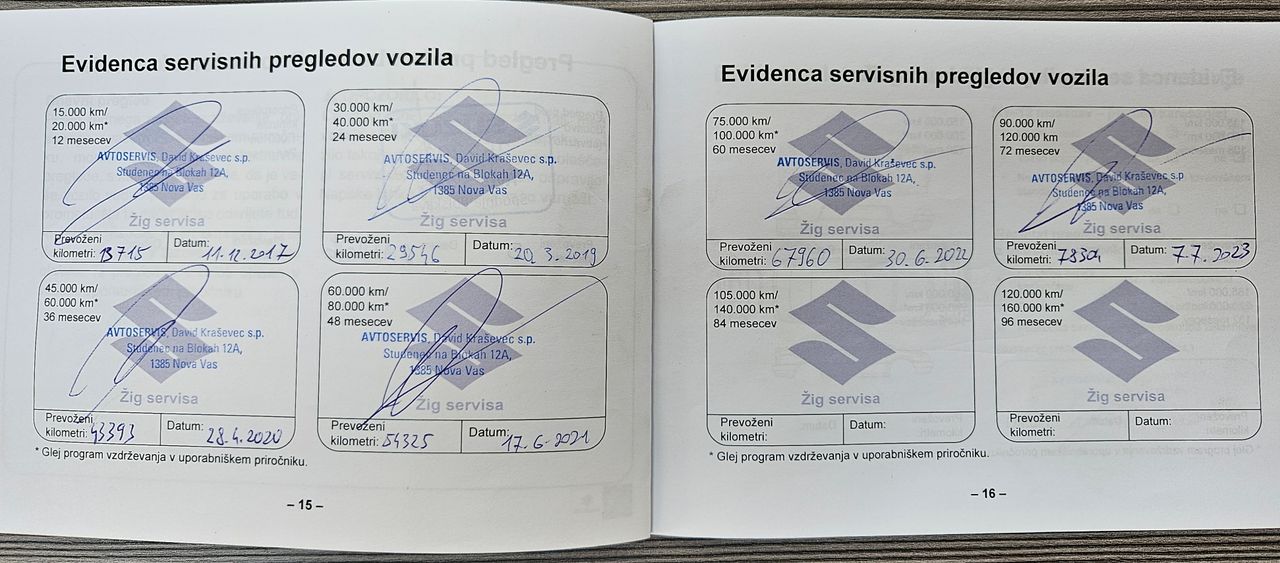 Evidenca servisnih pregledov vozila
15.000 km/
20.000 km*
12 mesecev
AVTOSERVIS, David Kraševec s.p.
Studenec na Blokah 12A,
1385 Nova Vas
Žig servisa
Prevoženi
kilometri: 13715
Datum: 11.12.2017
30.000 km/
40.000 km*
24 mesecev
AVTOSERVIS, David Kraševec s.p.
Studenec na Blokah 12A,
1385 Nova Vas
Žig servisa
Prevoženi
kilometri: 29546
Datum: 20.3.2019
45.000 km/
60.000 km*
36 mesecev
AVTOSERVIS, David Kraševec s.p.
Studenec na Blokah 12A,
1385 Nova Vas
Žig servisa
Prevoženi
kilometri: 43393
Datum: 28.4.2020
60.000 km/
80.000 km*
48 mesecev
AVTOSERVIS, David Kraševec s.p.
Studenec na Blokah 12A,
1385 Nova Vas
Žig servisa
Prevoženi
kilometri: 54325
Datum: 17.6.2021
* Glej program vzdrževanja v uporabniškem priročniku.
– 15 –
Evidenca servisnih pregledov vozila
75.000 km/
100.000 km*
60 mesecev
AVTOSERVIS, David Kraševec s.p.
Studenec na Blokah 12A,
1385 Nova Vas
Žig servisa
Prevoženi
kilometri: 67960
Datum: 30.6.2022
90.000 km/
120.000 km
72 mesecev
AVTOSERVIS, David Kraševec s.p
Studenec na Blokah 12A,
1385 Nova Vas
Žig servisa
Prevoženi
kilometri: 78304
Datum: 7.7.2023
105.000 km/
140.000 km*
84 mesecev
Žig servisa
Prevoženi
kilometri:
Datum:
120.000 km/
160.000 km*
96 mesecev
Žig servisa
Prevoženi
kilometri:
Datum:
* Glej program vzdrževanja v uporabniškem priročniku.
– 16 –